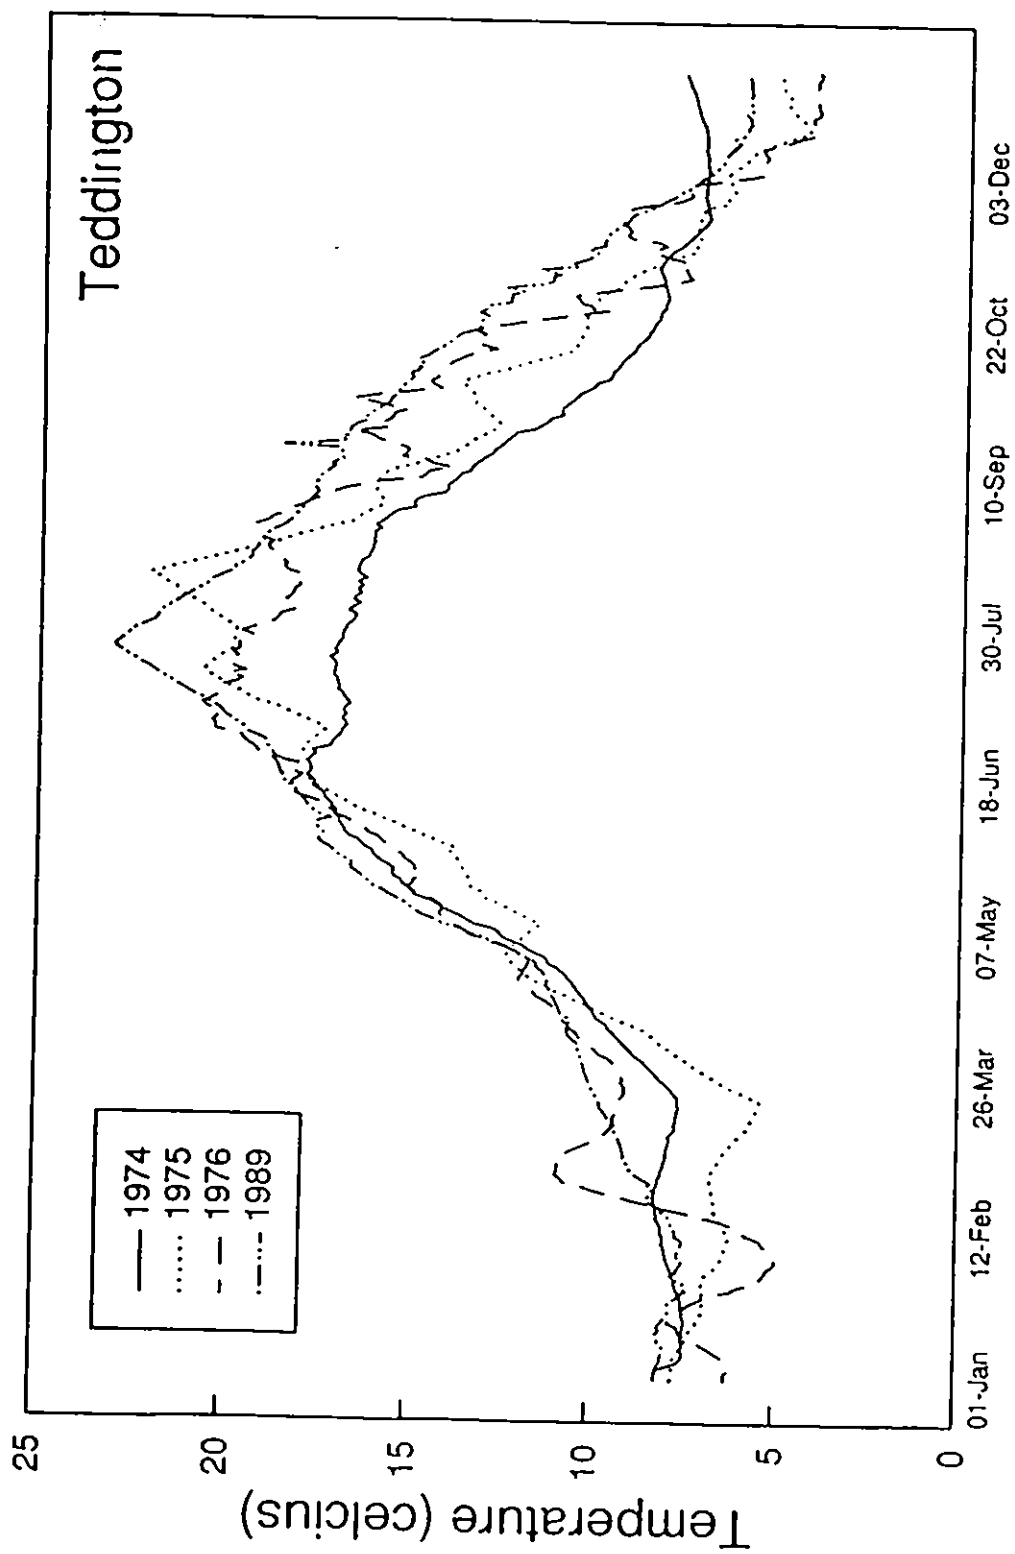 Teddington
1974
1975
1976
1989
Temperature (celcius)
25
20
15
10
5
0
01-Jan
12-Feb
26-Mar
07-May
18-Jun
30-Jul
10-Sep
22-Oct
03-Dec